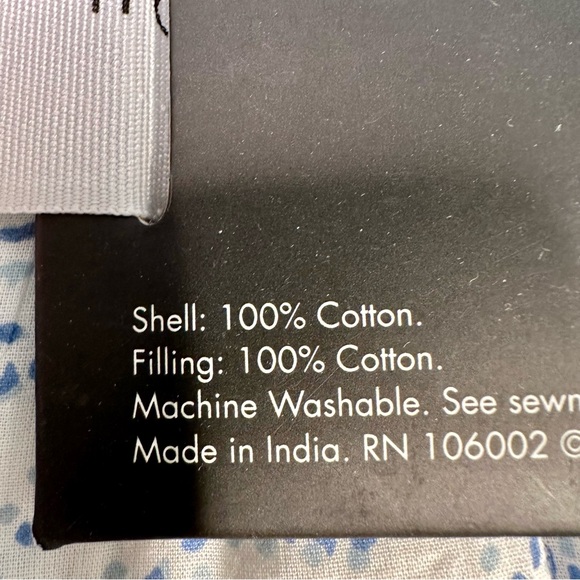 Shell: 100% Cotton.
Filling: 100% Cotton.
Machine Washable. See sewn
Made in India. RN 106002 ©